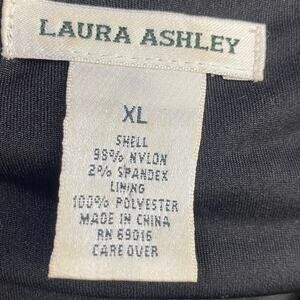 LAURA ASHLEY
XL
SHELL
98% NYLON
2% SPANDEX
LINING
100% POLYESTER
MADE IN CHINA
RN 69016
CARE OVER